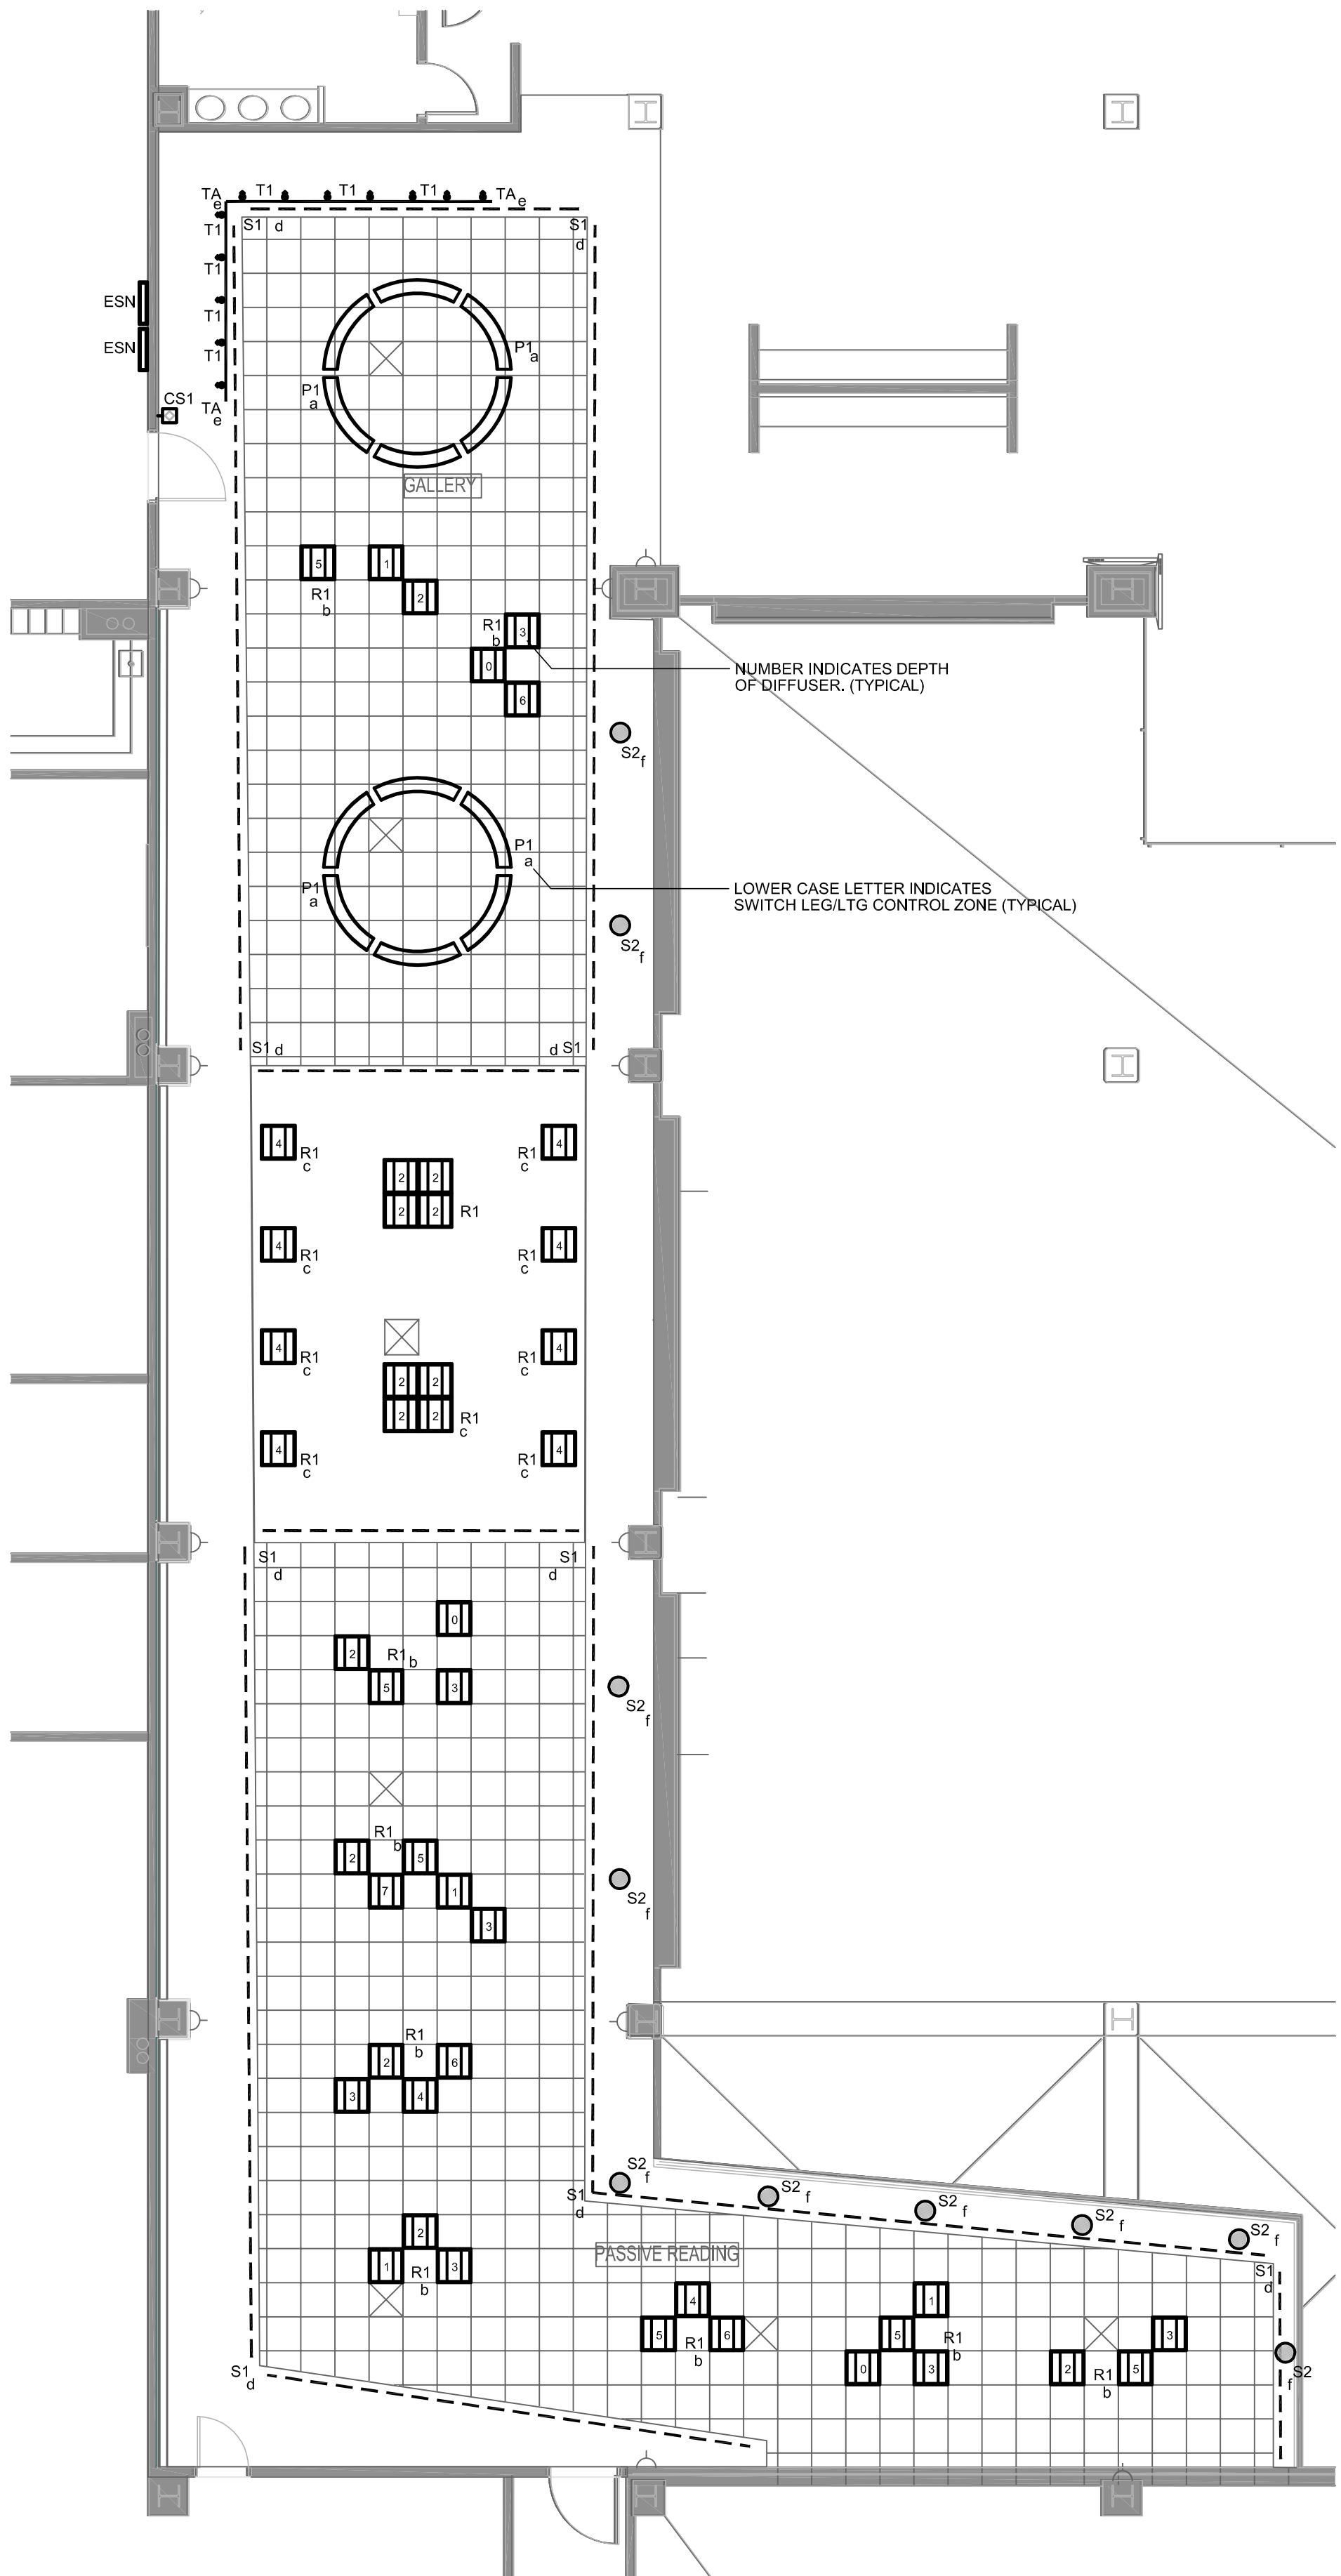 TA T1 T1 T1 TA
e e
T1
S1 d S1
d
T1
ESN
T1
ESN
T1
P1
a
P1
a
CS1
TA
e
GALLERY
5 1
R1
b
2
R1
b
3
0
6
NUMBER INDICATES DEPTH
OF DIFFUSER. (TYPICAL)
S2
f
P1
a
P1
a
LOWER CASE LETTER INDICATES
SWITCH LEG/LTG CONTROL ZONE (TYPICAL)
S2
f
S1 d d S1
4 R1 R1 4
c c
2 2
2 2 R1
4 R1 R1 4
c c
4 R1 R1 4
c c
2 2
2 2 R1
c
4 R1 R1 4
c c
S1 S1
d d
0
2 R1
b
5 3
S2
f
R1
b
2 5
7 1
3
S2
f
R1
b
2 6
3 4
S2
f
S2
f
S2
f
S2
f
S2
f
S1
d
2
1 R1 3
b
PASSIVE READING
S1
d
4
5 R1 6
b
1
5 R1
b
0 3
3
2 R1 5
b
S2
f
S1
d